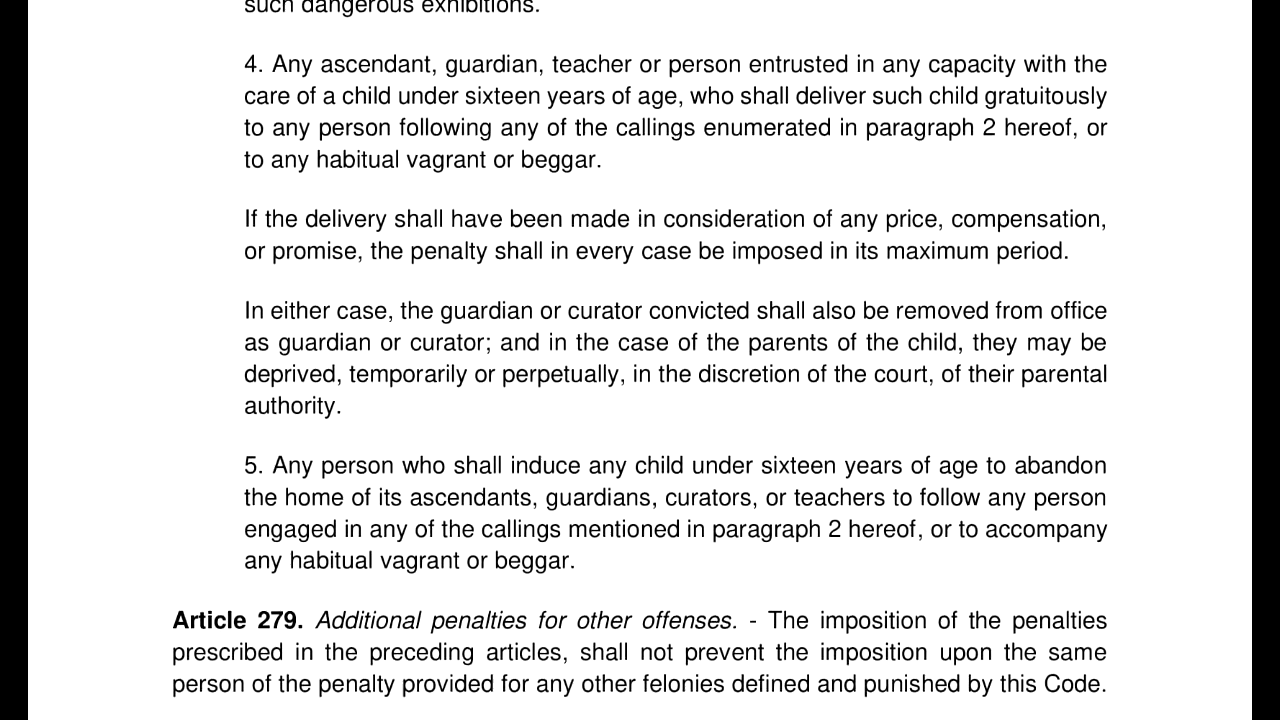 such dangerous exhibitions.
4. Any ascendant, guardian, teacher or person entrusted in any capacity with the
care of a child under sixteen years of age, who shall deliver such child gratuitously
to any person following any of the callings enumerated in paragraph 2 hereof, or
to any habitual vagrant or beggar.
If the delivery shall have been made in consideration of any price, compensation,
or promise, the penalty shall in every case be imposed in its maximum period.
In either case, the guardian or curator convicted shall also be removed from office
as guardian or curator; and in the case of the parents of the child, they may be
deprived, temporarily or perpetually, in the discretion of the court, of their parental
authority.
5. Any person who shall induce any child under sixteen years of age to abandon
the home of its ascendants, guardians, curators, or teachers to follow any person
engaged in any of the callings mentioned in paragraph 2 hereof, or to accompany
any habitual vagrant or beggar.
Article 279. Additional penalties for other offenses. - The imposition of the penalties
prescribed in the preceding articles, shall not prevent the imposition upon the same
person of the penalty provided for any other felonies defined and punished by this Code.